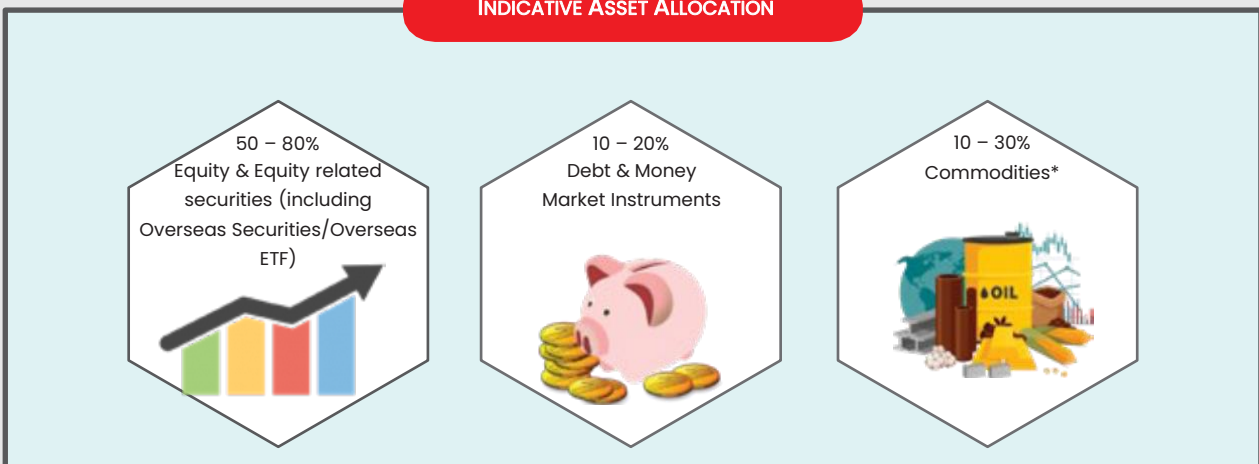 INDICATIVE ASSET ALLOCATION
50 – 80%
Equity & Equity related
securities (including
Overseas Securities/Overseas
ETF)
10 – 20%
Debt & Money
Market Instruments
10 – 30%
Commodities*
OIL